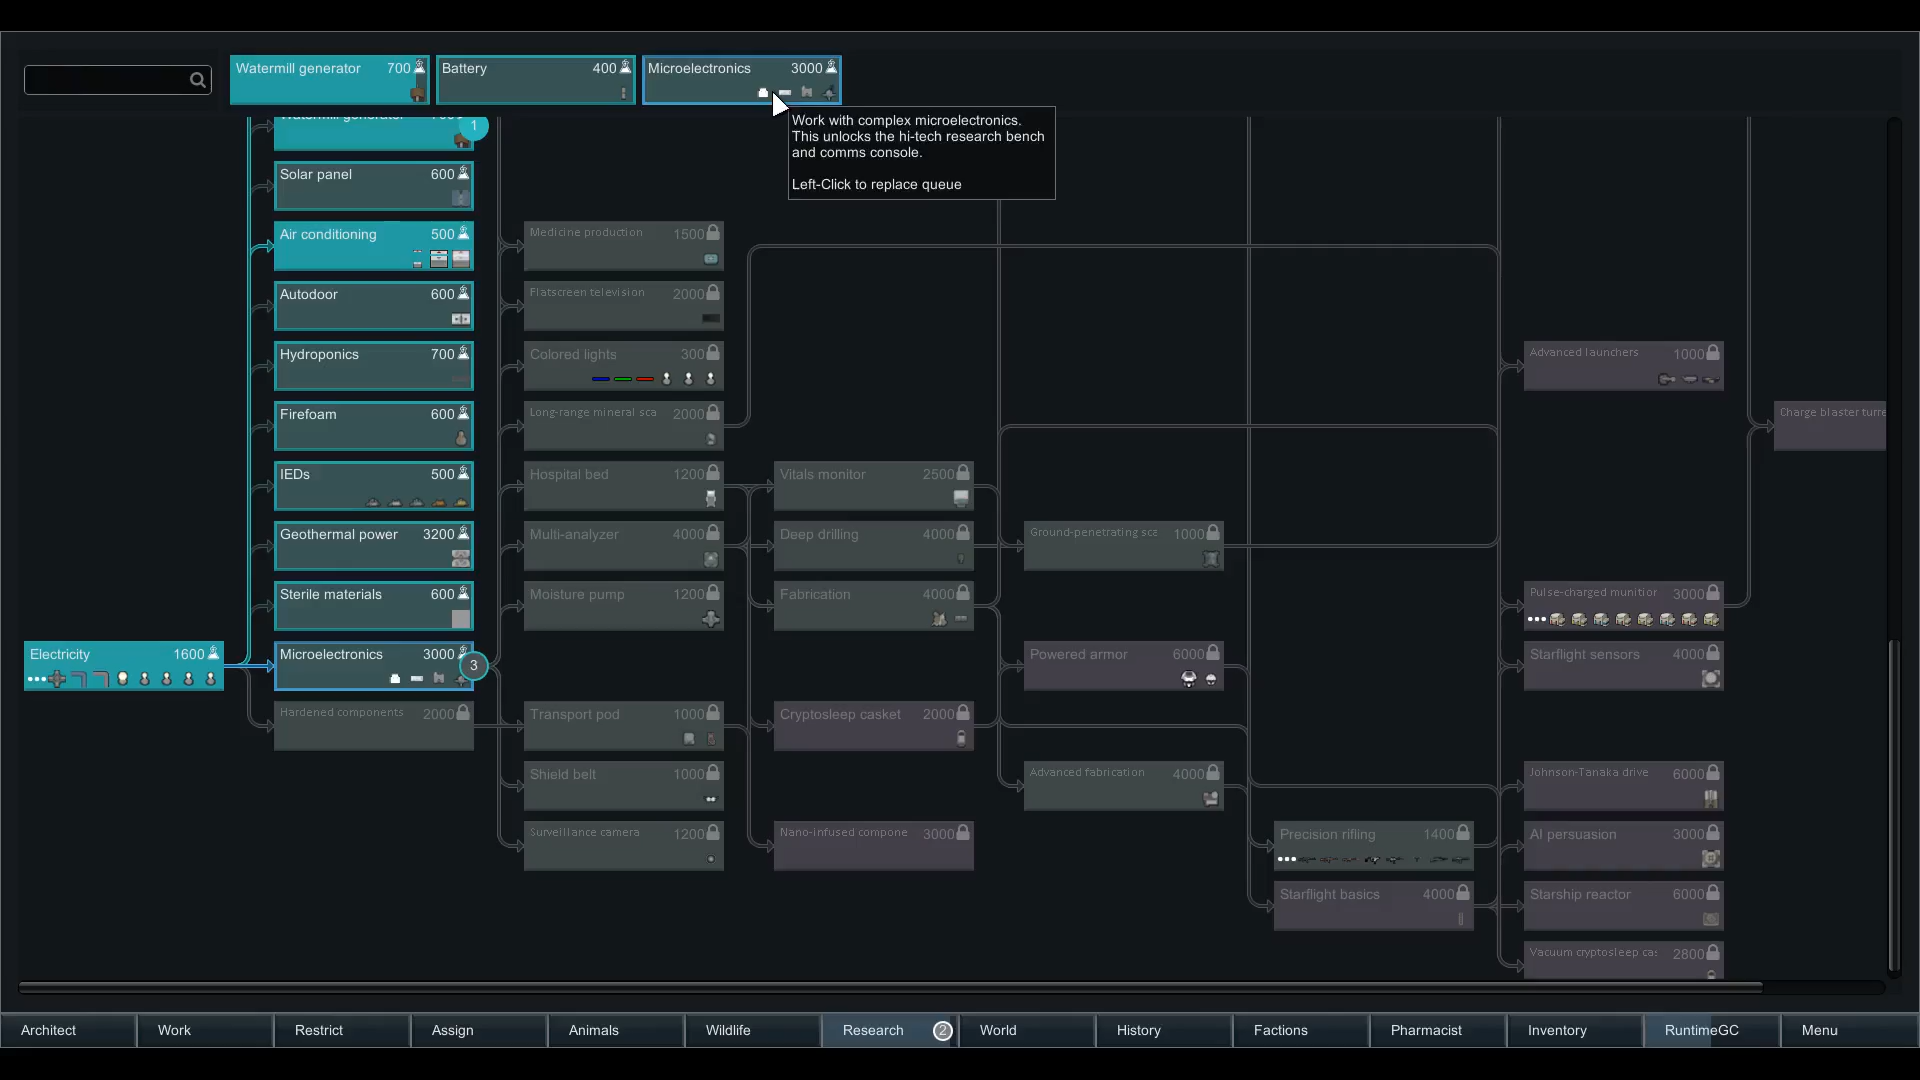 Watermill generator 700
Battery 400
Microelectronics 3000
Work with complex microelectronics.
This unlocks the hi-tech research bench
and comms console.
Left-Click to replace queue
1
Solar panel 600
Air conditioning 500
Autodoor 600
Hydroponics 700
Firefoam 600
IEDs 500
Geothermal power 3200
Sterile materials 600
Electricity 1600
Microelectronics 3000
3
Hardened components 2000
Medicine production 1500
Flatscreen television 2000
Colored lights 300
Long-range mineral sca 2000
Hospital bed 1200
Multi-analyzer 4000
Moisture pump 1200
Transport pod 1000
Shield belt 1000
Surveillance camera 1200
Vitals monitor 2500
Deep drilling 4000
Fabrication 4000
Cryptosleep casket 2000
Nano-infused compone 3000
Ground-penetrating sca 1000
Powered armor 6000
Advanced fabrication 4000
Precision rifling 1400
Starflight basics 4000
Advanced launchers 1000
Pulse-charged munition 3000
Starflight sensors 4000
Johnson-Tanaka drive 6000
AI persuasion 3000
Starship reactor 6000
Vacuum cryptosleep cas 2800
Charge blaster turre
Architect
Work
Restrict
Assign
Animals
Wildlife
Research 2
World
History
Factions
Pharmacist
Inventory
RuntimeGC
Menu